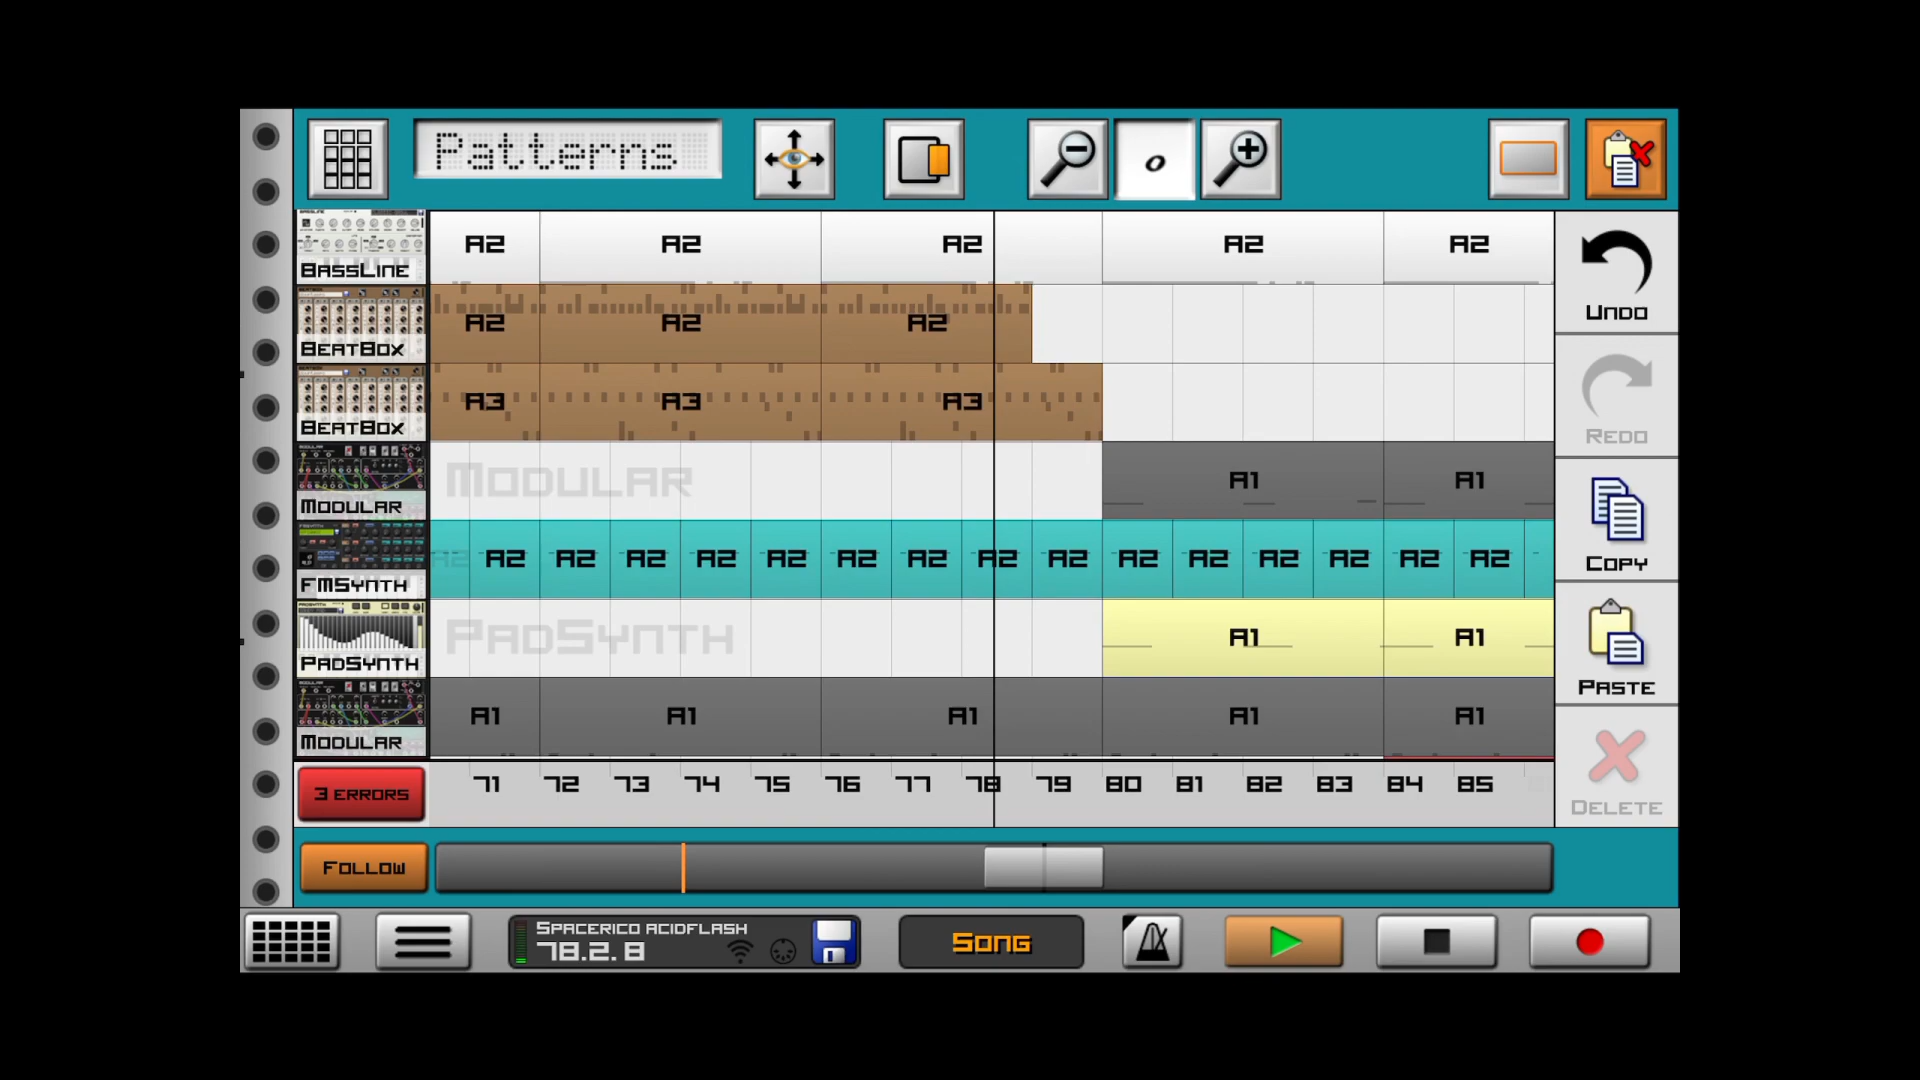 Patterns
A2 A2 A2 A2 A2
BassLine
Undo
A2 A2 A2
BeatBox
A3 A3 A3
BeatBox
Redo
Modular A1 A1
Modular
A2 A2 A2 A2 A2 A2 A2 A2 A2 A2 A2 A2 A2 A2 A2 A2
FMSynth
Copy
PadSynth A1 A1
PadSynth
Paste
A1 A1 A1 A1 A1
Modular
3 errors 71 72 73 74 75 76 77 78 79 80 81 82 83 84 85
Delete
Follow
Spacerico acidflash
78.2.8
Song